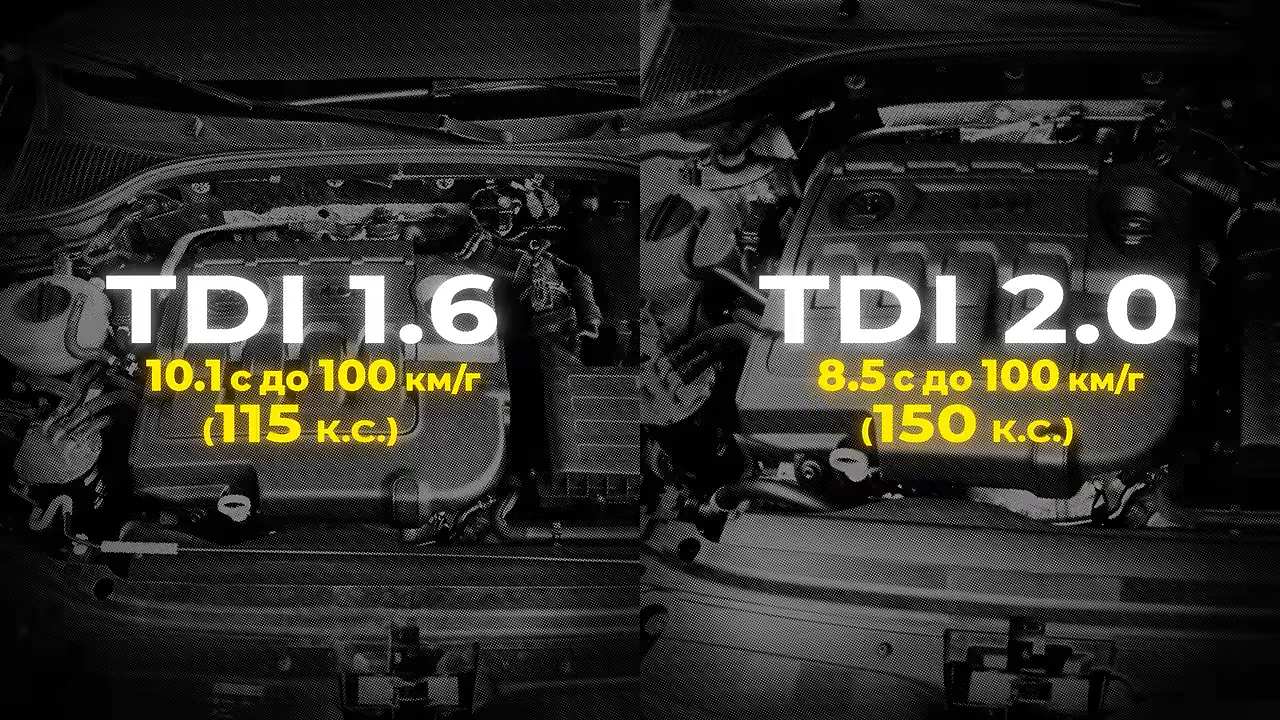 TDI 1.6
10.1 с до 100 км/г
(115 к.с.)
TDI 2.0
8.5 с до 100 км/г
(150 к.с.)